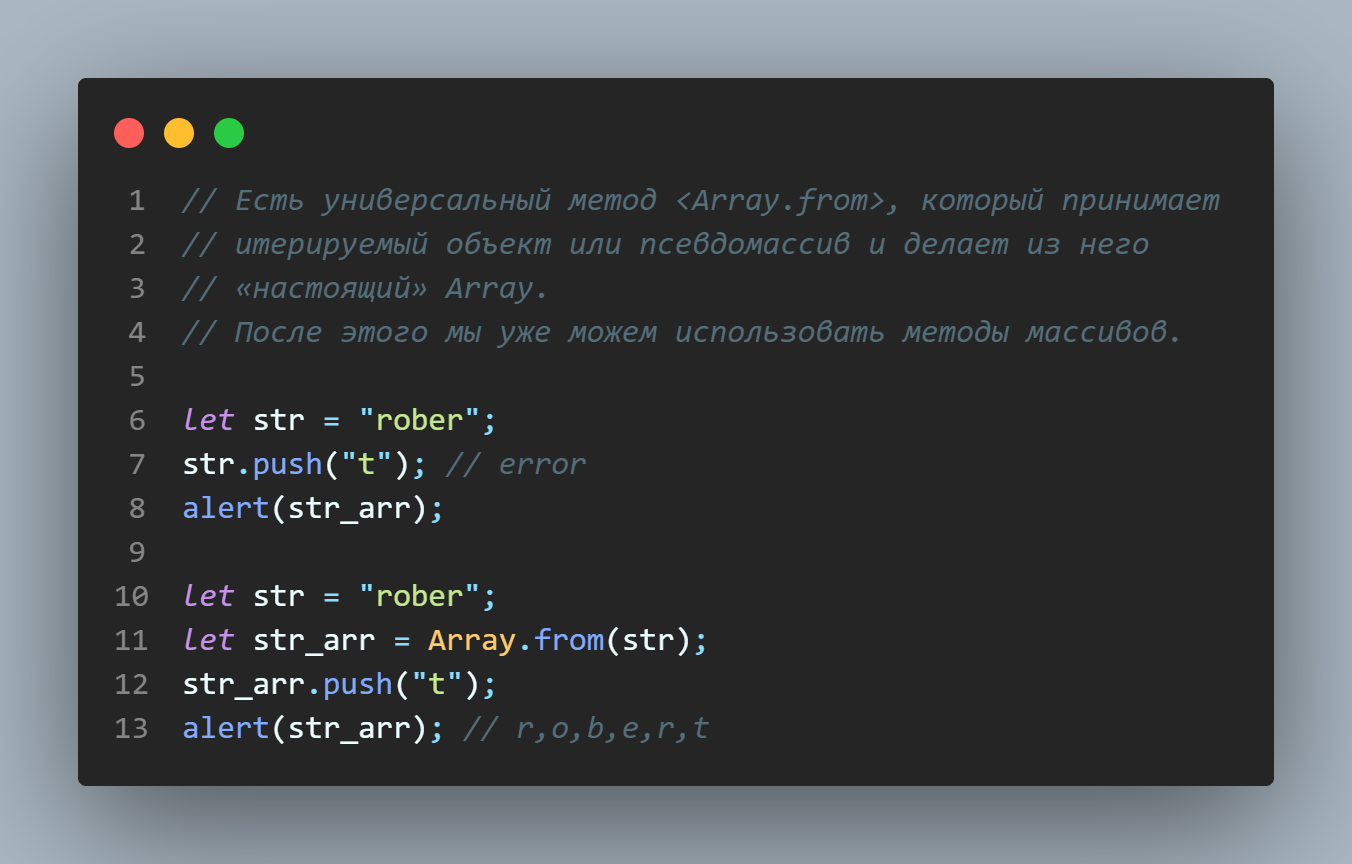 1 // Есть универсальный метод <Array.from>, который принимает
2 // итерируемый объект или псевдомассив и делает из него
3 // «настоящий» Array.
4 // После этого мы уже можем использовать методы массивов.
5
6 let str = "rober";
7 str.push("t"); // error
8 alert(str_arr);
9
10 let str = "rober";
11 let str_arr = Array.from(str);
12 str_arr.push("t");
13 alert(str_arr); // r,o,b,e,r,t